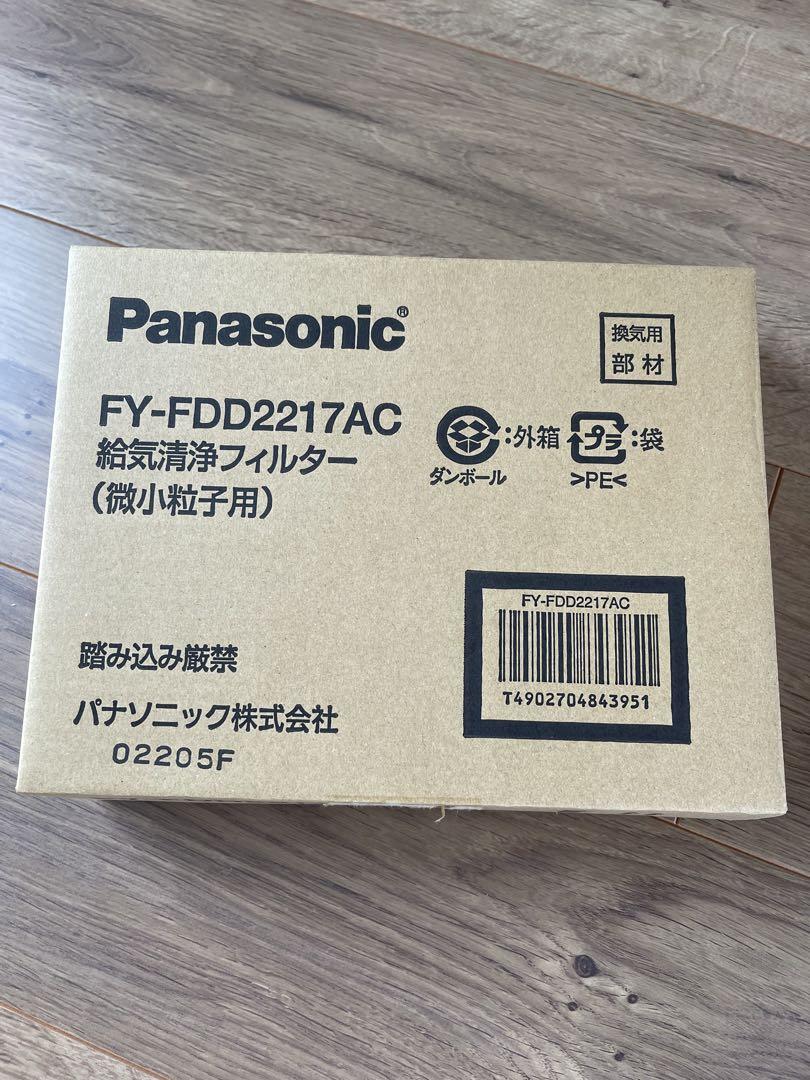 Panasonic®
換気用
部材
FY-FDD2217AC
給気清浄フィルター
(微小粒子用)
:外箱
ダンボール
プラ
:袋
>PE<
FY-FDD2217AC
T4902704843951
踏み込み厳禁
パナソニック株式会社
02205F